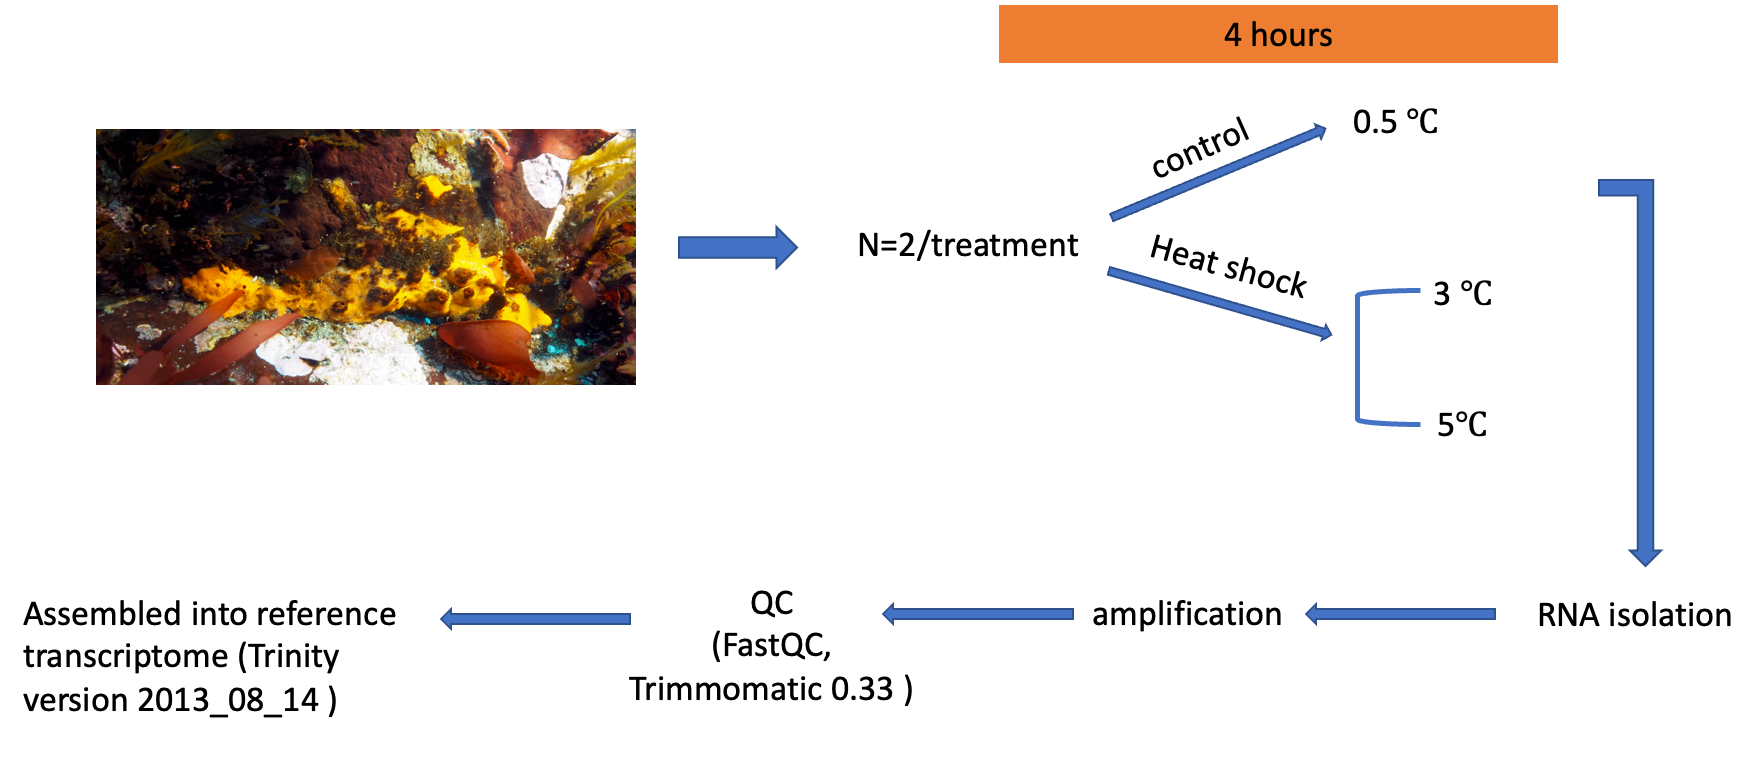 4 hours
control
0.5 ℃
N=2/treatment
Heat shock
3 ℃
5℃
RNA isolation
amplification
QC
(FastQC,
Trimmomatic 0.33 )
Assembled into reference
transcriptome (Trinity
version 2013_08_14 )